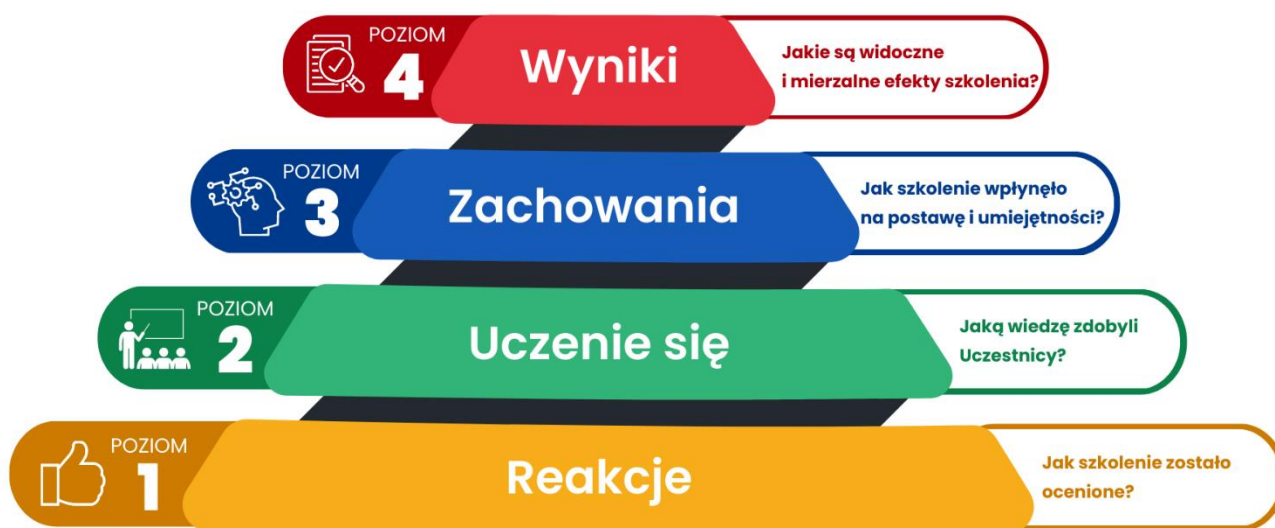 POZIOM
4
Wyniki
Jakie są widoczne
i mierzalne efekty szkolenia?
POZIOM
3
Zachowania
Jak szkolenie wpłynęło
na postawę i umiejętności?
POZIOM
2
Uczenie się
Jaką wiedzę zdobyli
Uczestnicy?
POZIOM
1
Reakcje
Jak szkolenie zostało
ocenione?